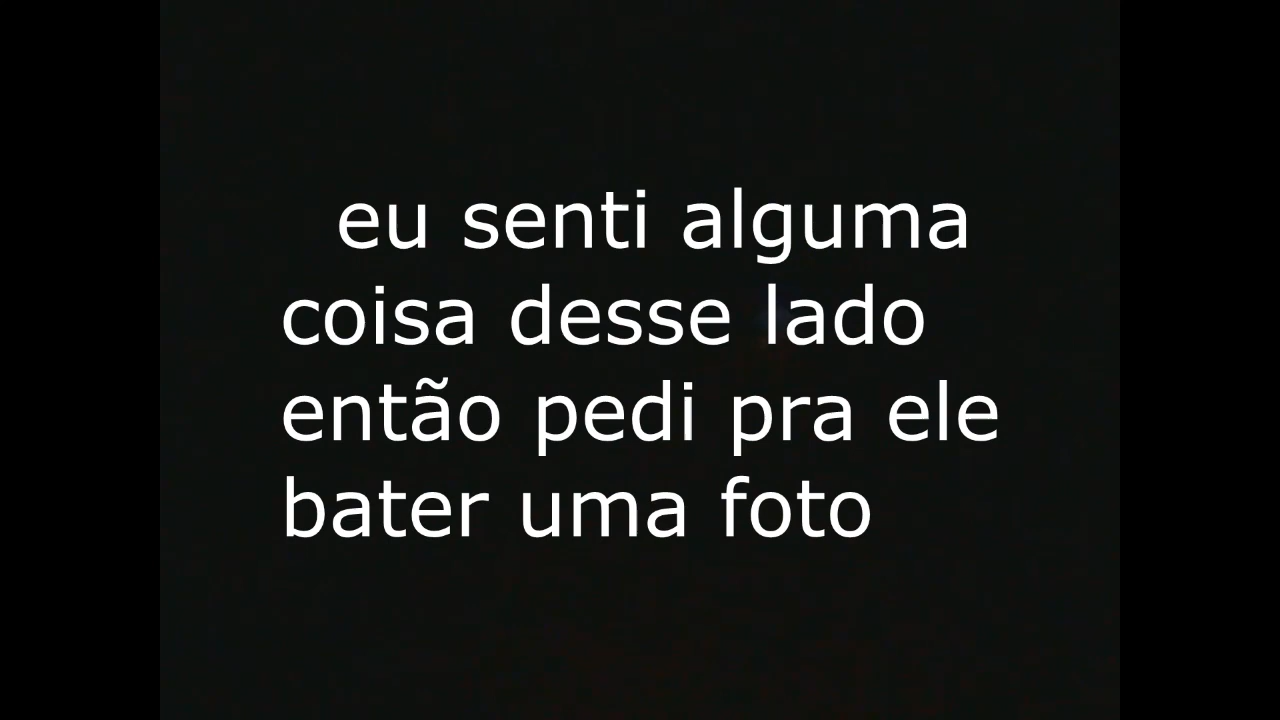 eu senti alguma
coisa desse lado
então pedi pra ele
bater uma foto